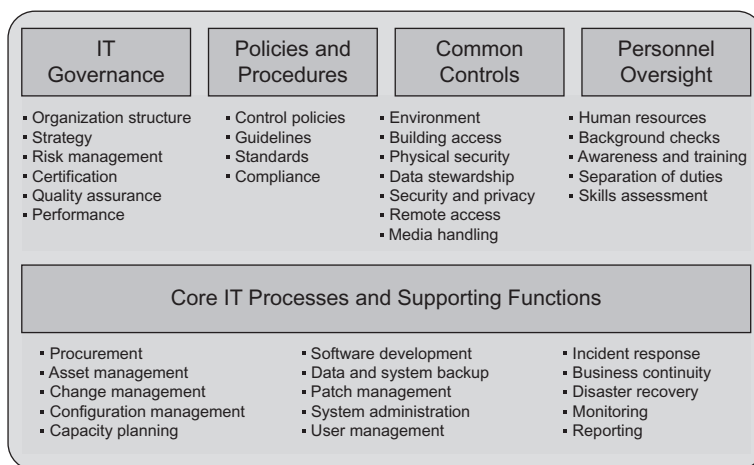 IT
Governance
▪ Organization structure
▪ Strategy
▪ Risk management
▪ Certification
▪ Quality assurance
▪ Performance
Policies and
Procedures
▪ Control policies
▪ Guidelines
▪ Standards
▪ Compliance
Common
Controls
▪ Environment
▪ Building access
▪ Physical security
▪ Data stewardship
▪ Security and privacy
▪ Remote access
▪ Media handling
Personnel
Oversight
▪ Human resources
▪ Background checks
▪ Awareness and training
▪ Separation of duties
▪ Skills assessment
Core IT Processes and Supporting Functions
▪ Procurement
▪ Asset management
▪ Change management
▪ Configuration management
▪ Capacity planning
▪ Software development
▪ Data and system backup
▪ Patch management
▪ System administration
▪ User management
▪ Incident response
▪ Business continuity
▪ Disaster recovery
▪ Monitoring
▪ Reporting